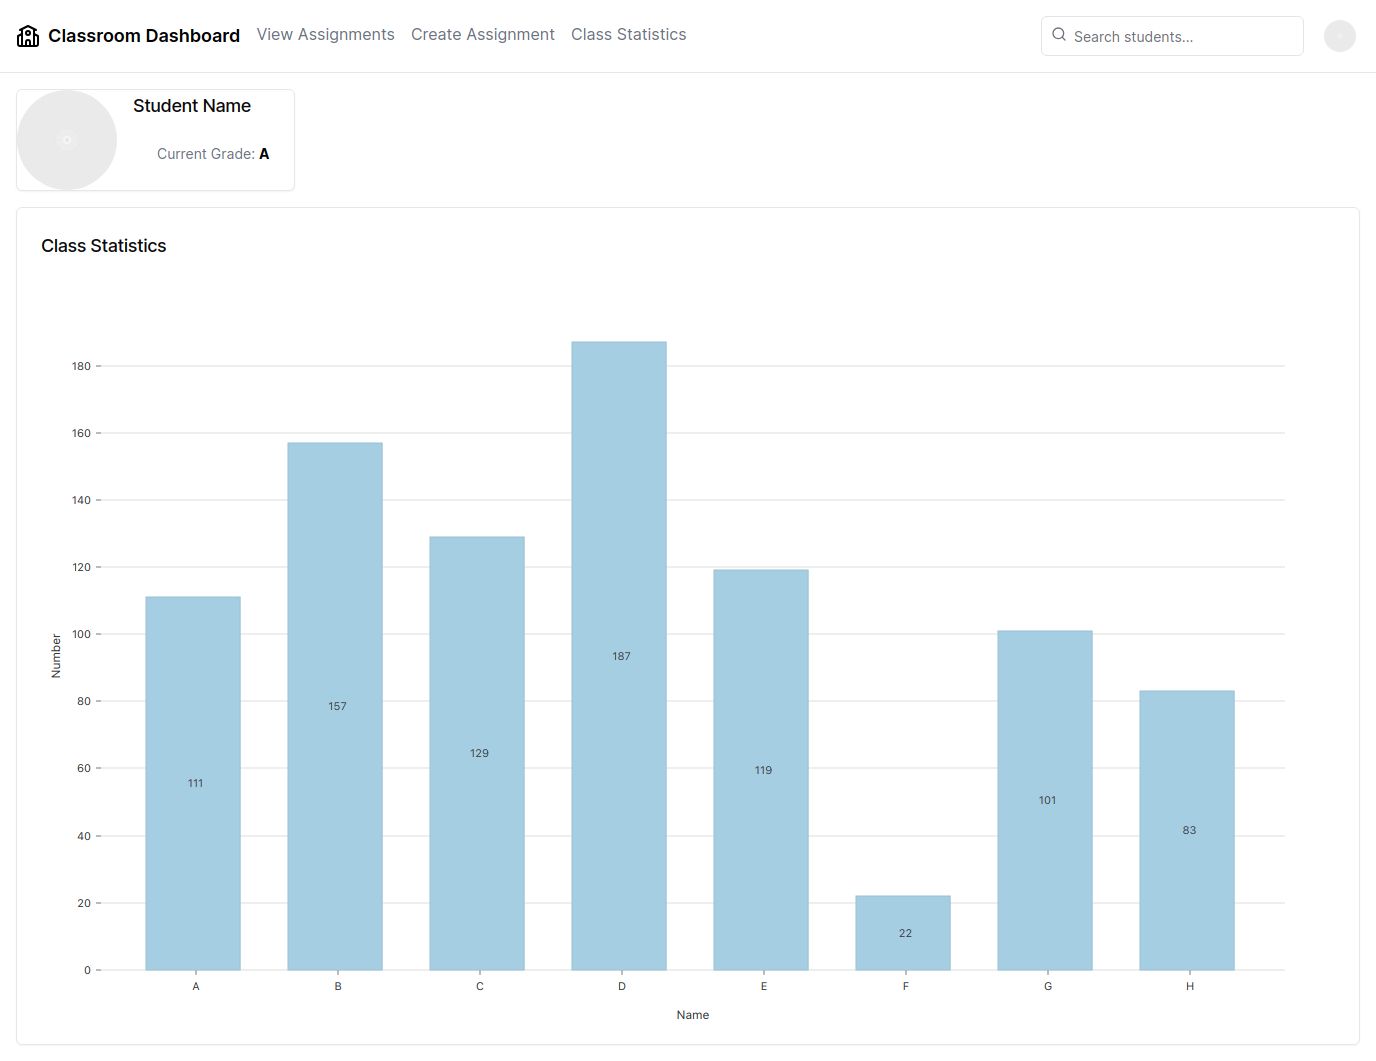 Classroom Dashboard View Assignments Create Assignment Class Statistics Search students...
Student Name
Current Grade: A
Class Statistics
180
160
140
120
100
80
60
40
20
0
Number
111
157
129
187
119
22
101
83
A B C D E F G H
Name